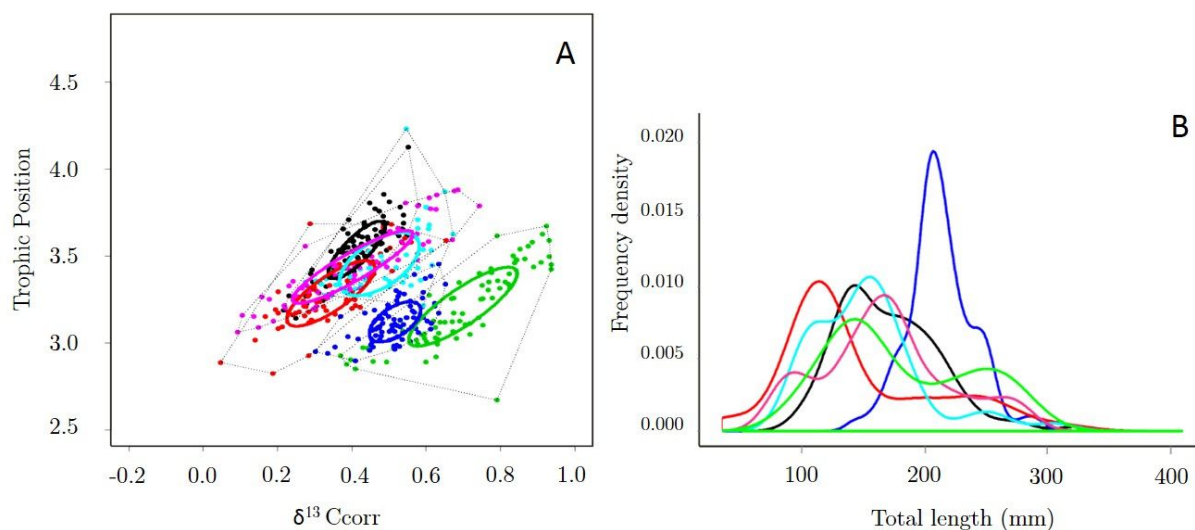 A
4.5
4.0
3.5
3.0
2.5
Trophic Position
-0.2 0.0 0.2 0.4 0.6 0.8 1.0
δ¹³ Ccorr
B
0.020
0.015
0.010
0.005
0.000
Frequency density
100 200 300 400
Total length (mm)